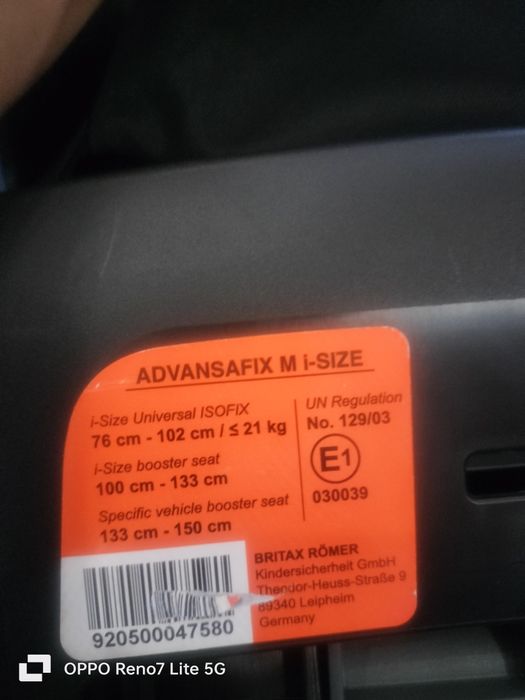 ADVANSAFIX M i-SIZE
i-Size Universal ISOFIX
76 cm - 102 cm / ≤ 21 kg
i-Size booster seat
100 cm - 133 cm
Specific vehicle booster seat
133 cm - 150 cm
UN Regulation
No. 129/03
E1
030039
BRITAX RÖMER
Kindersicherheit GmbH
Theodor-Heuss-Straße 9
89340 Leipheim
Germany
920500047580
OPPO Reno7 Lite 5G